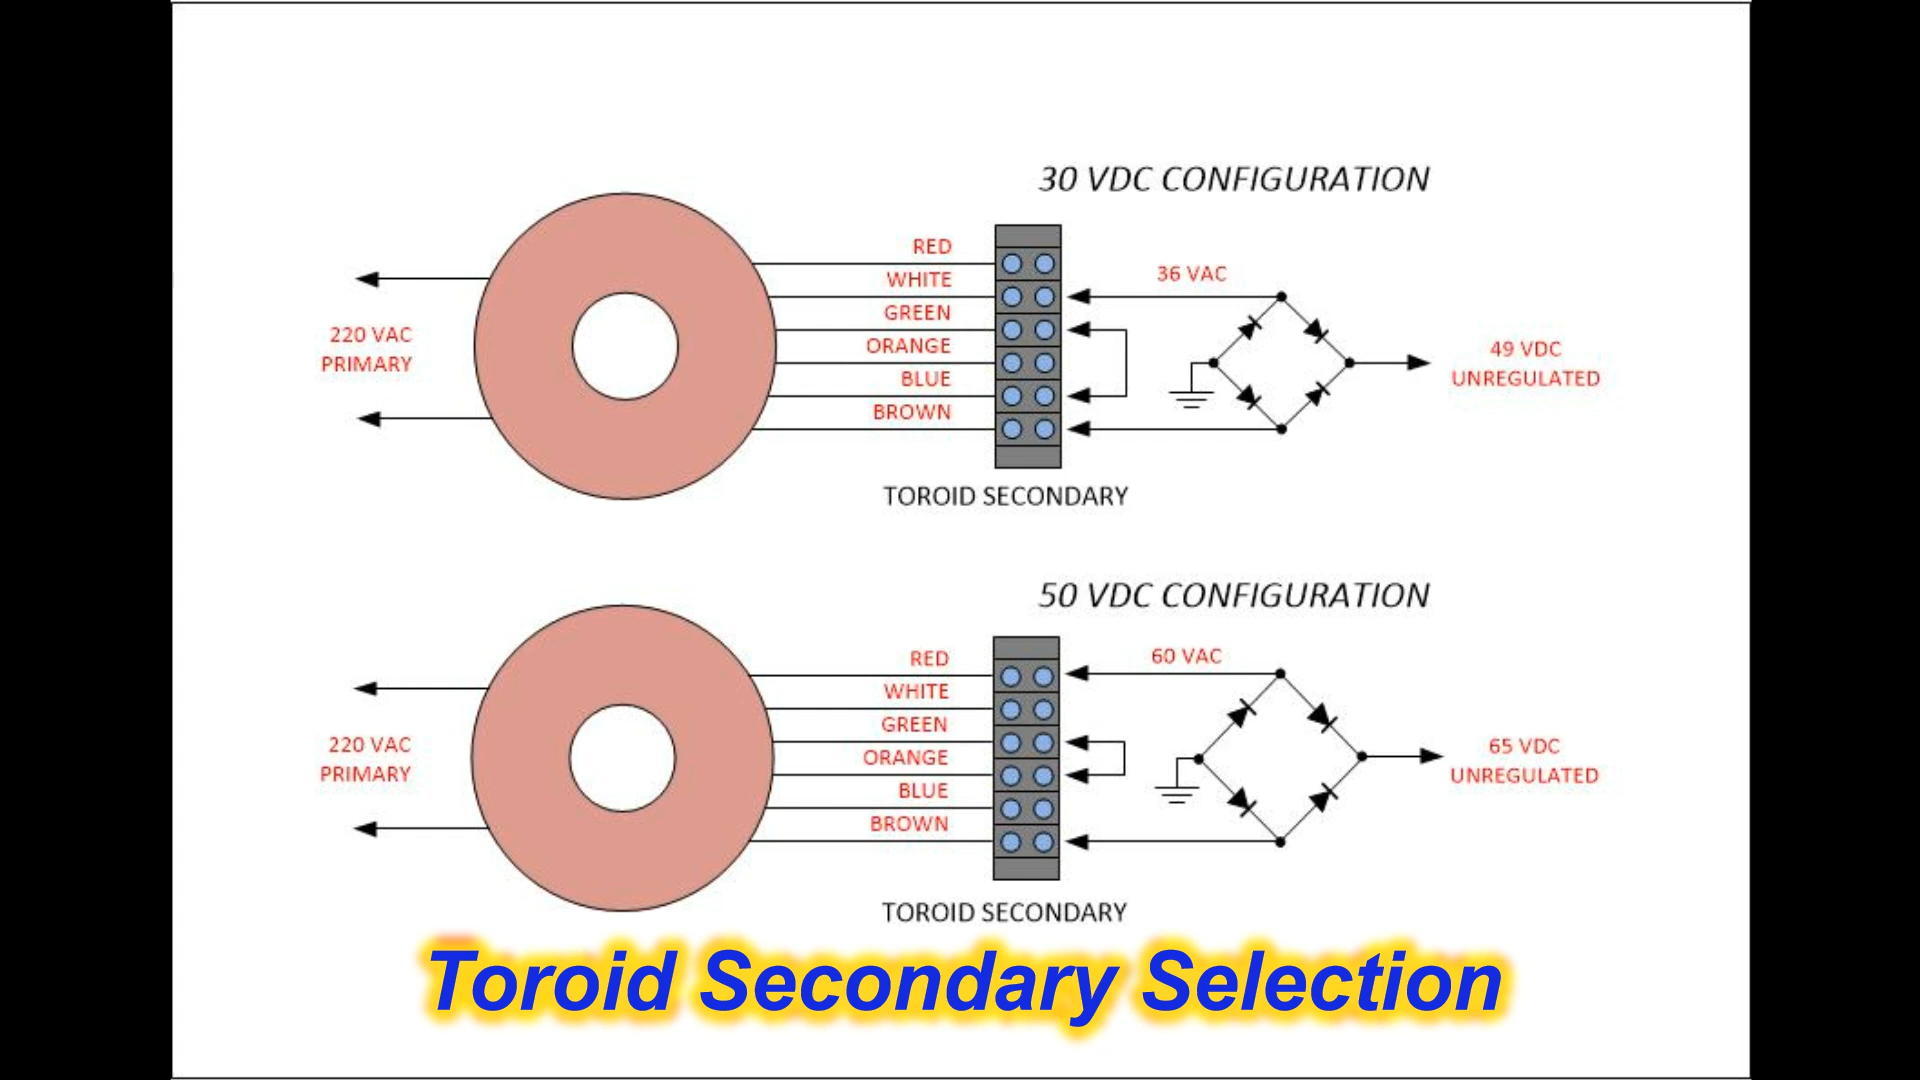 30 VDC CONFIGURATION
RED
WHITE
GREEN
ORANGE
BLUE
BROWN
220 VAC
PRIMARY
36 VAC
49 VDC
UNREGULATED
TOROID SECONDARY
50 VDC CONFIGURATION
RED
WHITE
GREEN
ORANGE
BLUE
BROWN
220 VAC
PRIMARY
60 VAC
65 VDC
UNREGULATED
TOROID SECONDARY
Toroid Secondary Selection